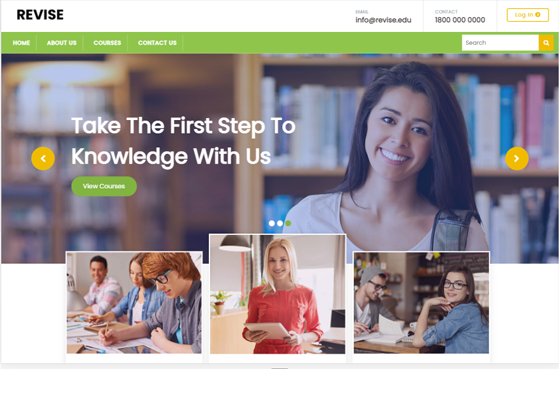 REVISE
EMAIL
info@revise.edu
CONTACT
1800 000 0000
Log In
HOME
ABOUT US
COURSES
CONTACT US
Search
Take The First Step To
Knowledge With Us
View Courses